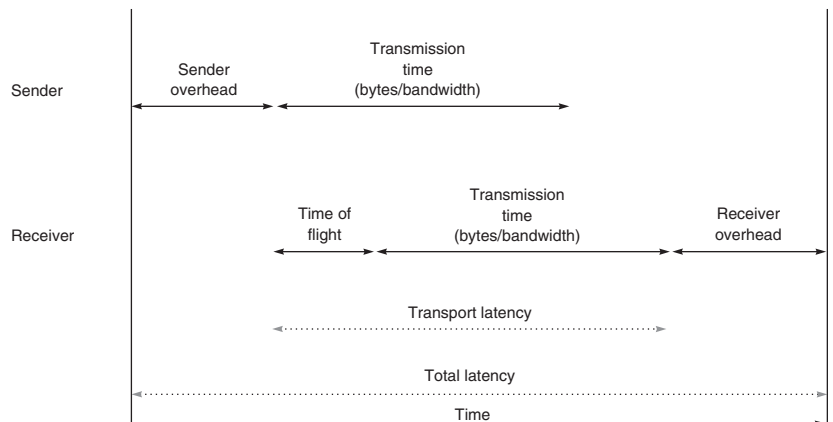 Transmission
time
(bytes/bandwidth)
Sender
overhead
Sender
Transmission
time
(bytes/bandwidth)
Time of
flight
Receiver
overhead
Receiver
Transport latency
Total latency
Time